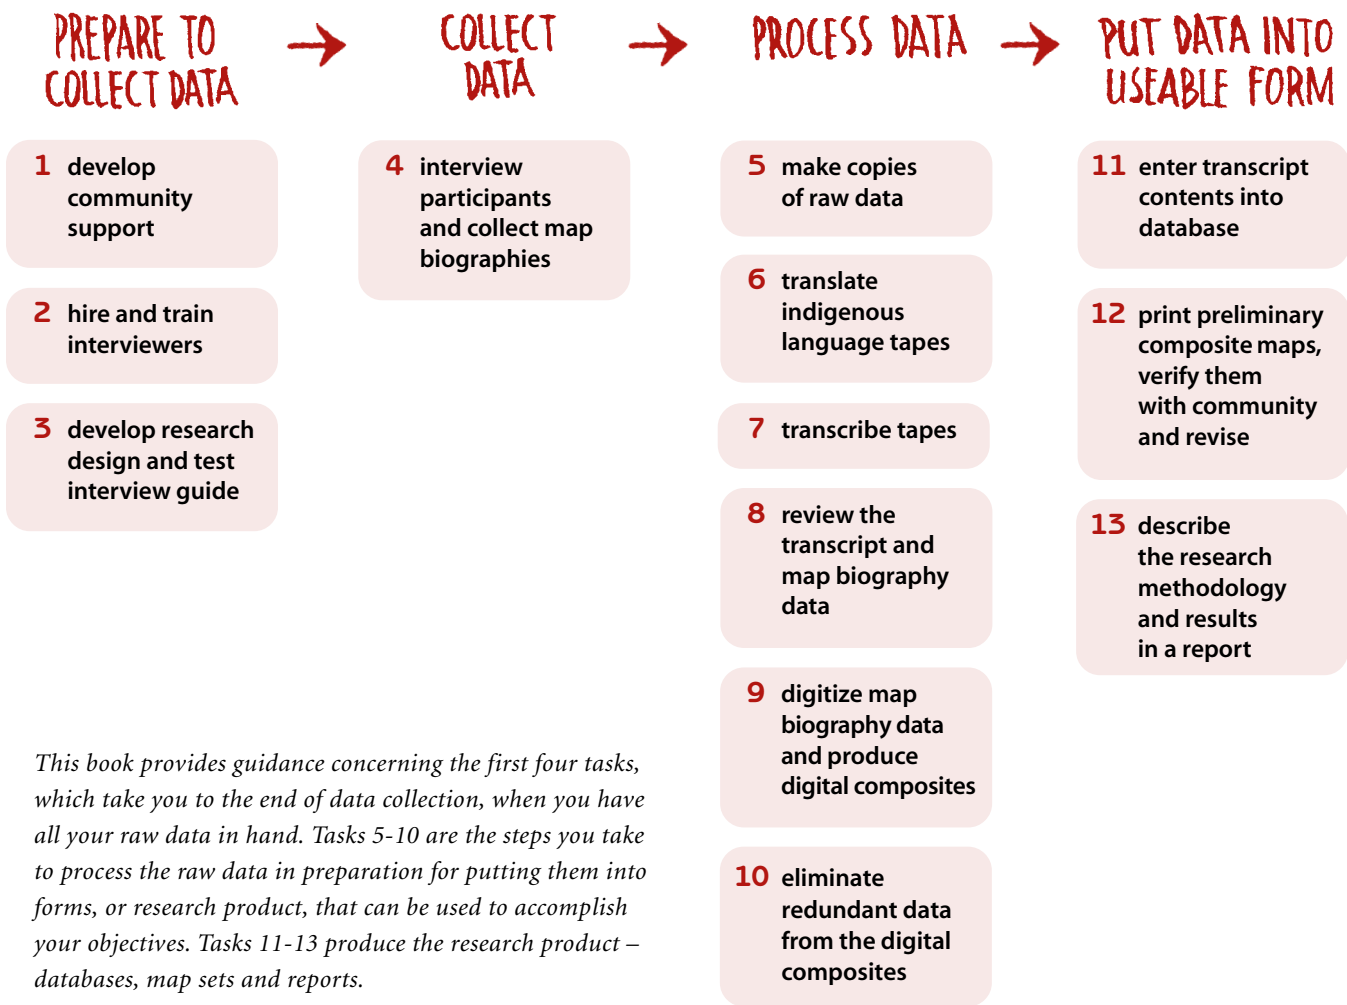 PREPARE TO
COLLECT DATA
COLLECT
DATA
PROCESS DATA
PUT DATA INTO
USEABLE FORM
1 develop
community
support
2 hire and train
interviewers
3 develop research
design and test
interview guide
4 interview
participants
and collect map
biographies
5 make copies
of raw data
6 translate
indigenous
language tapes
7 transcribe tapes
8 review the
transcript and
map biography
data
9 digitize map
biography data
and produce
digital composites
10 eliminate
redundant data
from the digital
composites
11 enter transcript
contents into
database
12 print preliminary
composite maps,
verify them
with community
and revise
13 describe
the research
methodology
and results
in a report
This book provides guidance concerning the first four tasks,
which take you to the end of data collection, when you have
all your raw data in hand. Tasks 5-10 are the steps you take
to process the raw data in preparation for putting them into
forms, or research product, that can be used to accomplish
your objectives. Tasks 11-13 produce the research product –
databases, map sets and reports.